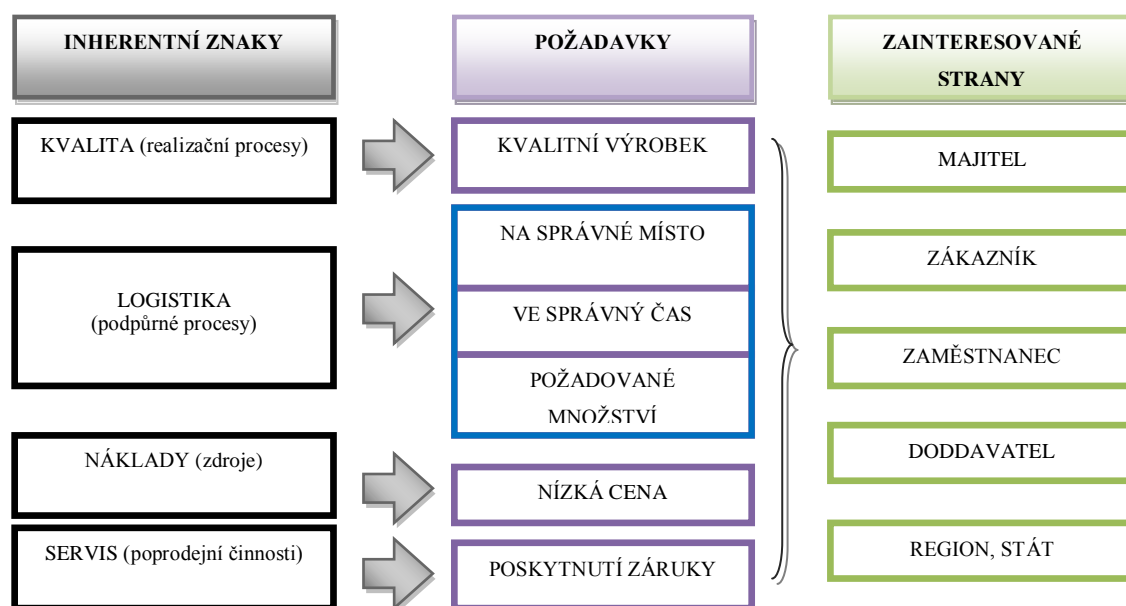 INHERENTNÍ ZNAKY
POŽADAVKY
ZAINTERESOVANÉ
STRANY
KVALITA (realizační procesy)
KVALITNÍ VÝROBEK
MAJITEL
LOGISTIKA
(podpůrné procesy)
NA SPRÁVNÉ MÍSTO
VE SPRÁVNÝ ČAS
POŽADOVANÉ
MNOŽSTVÍ
ZÁKAZNÍK
ZAMĚSTNANEC
NÁKLADY (zdroje)
NÍZKÁ CENA
DODDAVATEL
SERVIS (poprodejní činnosti)
POSKYTNUTÍ ZÁRUKY
REGION, STÁT